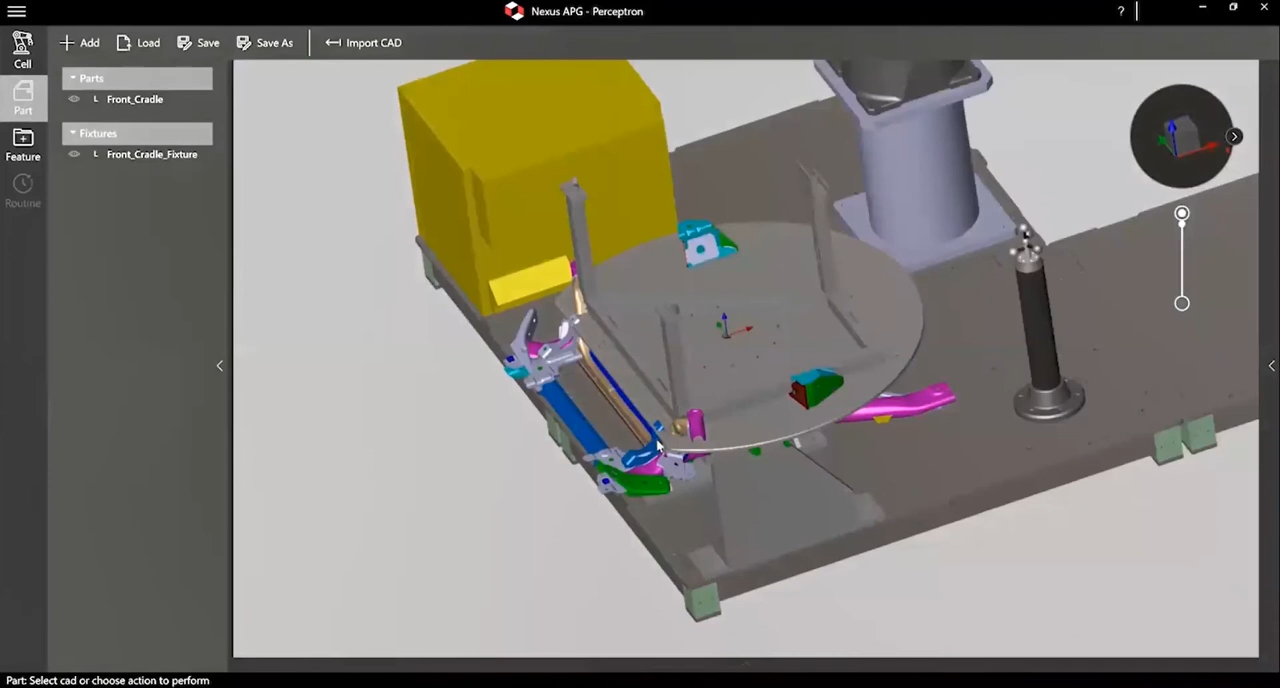 Nexus APG - Perceptron
?
Cell
Add
Load
Save
Save As
Import CAD
Part
Parts
L Front_Cradle
Fixtures
L Front_Cradle_Fixture
Feature
Routine
Part: Select cad or choose action to perform